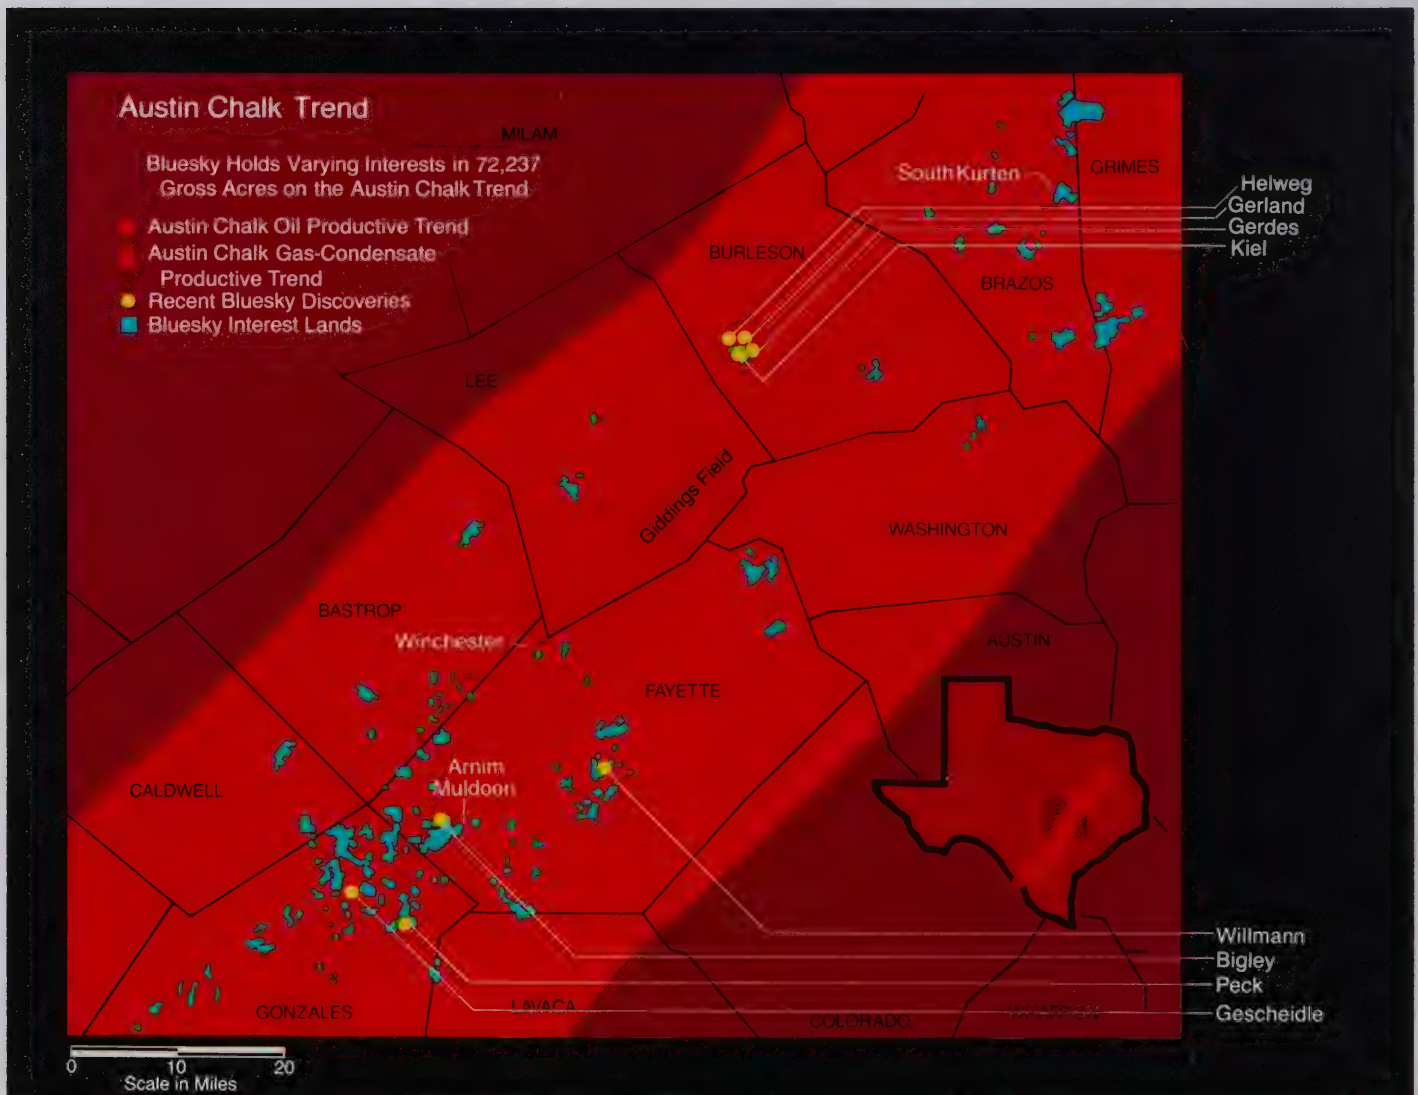 Austin Chalk Trend
Bluesky Holds Varying Interests in 72,237
Gross Acres on the Austin Chalk Trend
Austin Chalk Oil Productive Trend
Austin Chalk Gas-Condensate
Productive Trend
Recent Bluesky Discoveries
Bluesky Interest Lands
MILAM
GRIMES
South Kurten
Helweg
Gerland
Gerdes
Kiel
BURLESON
BRAZOS
LEE
Giddings Field
WASHINGTON
BASTROP
Winchester
AUSTIN
FAYETTE
Arnim
Muldoon
CALDWELL
Willmann
Bigley
Peck
Gescheidle
GONZALES
LAVACA
COLORADO
WHARTON
0 10 20
Scale in Miles